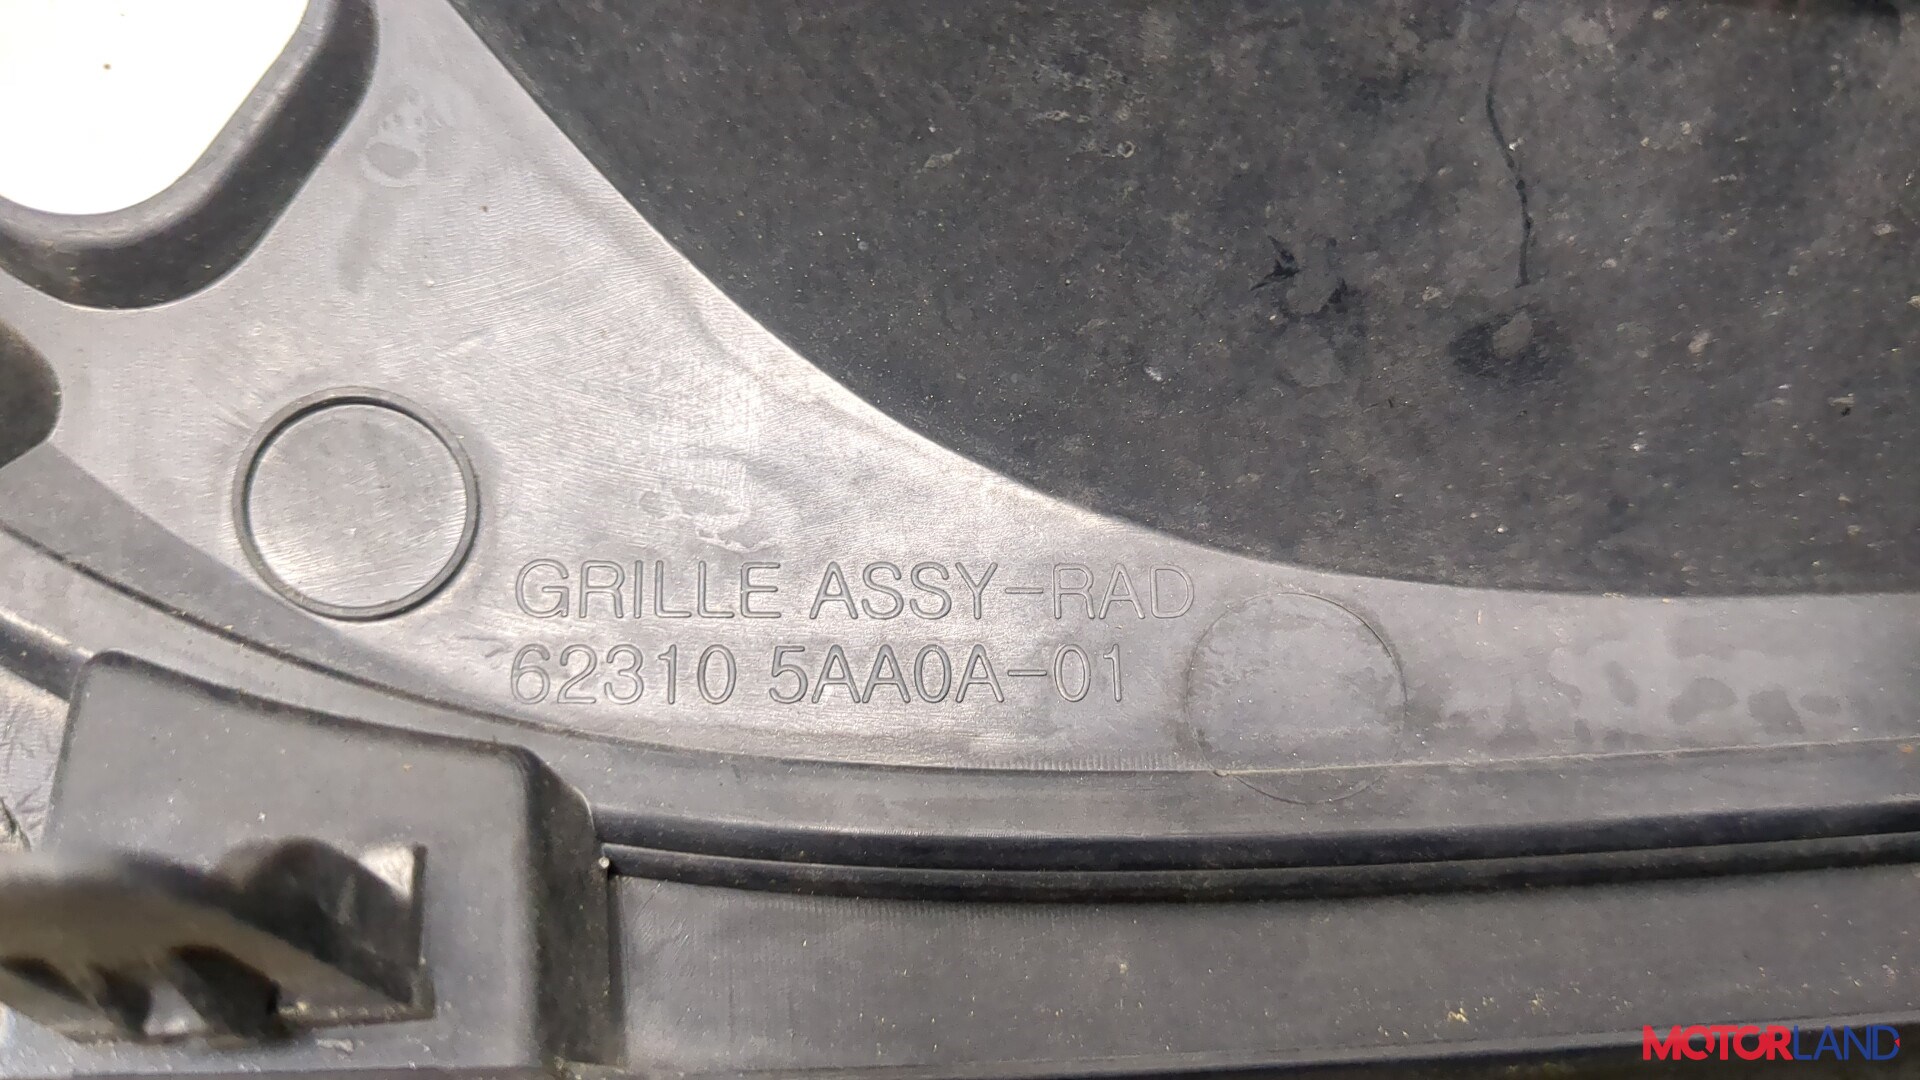 GRILLE ASSY-RAD
62310 5AA0A-01
MOTORLAND